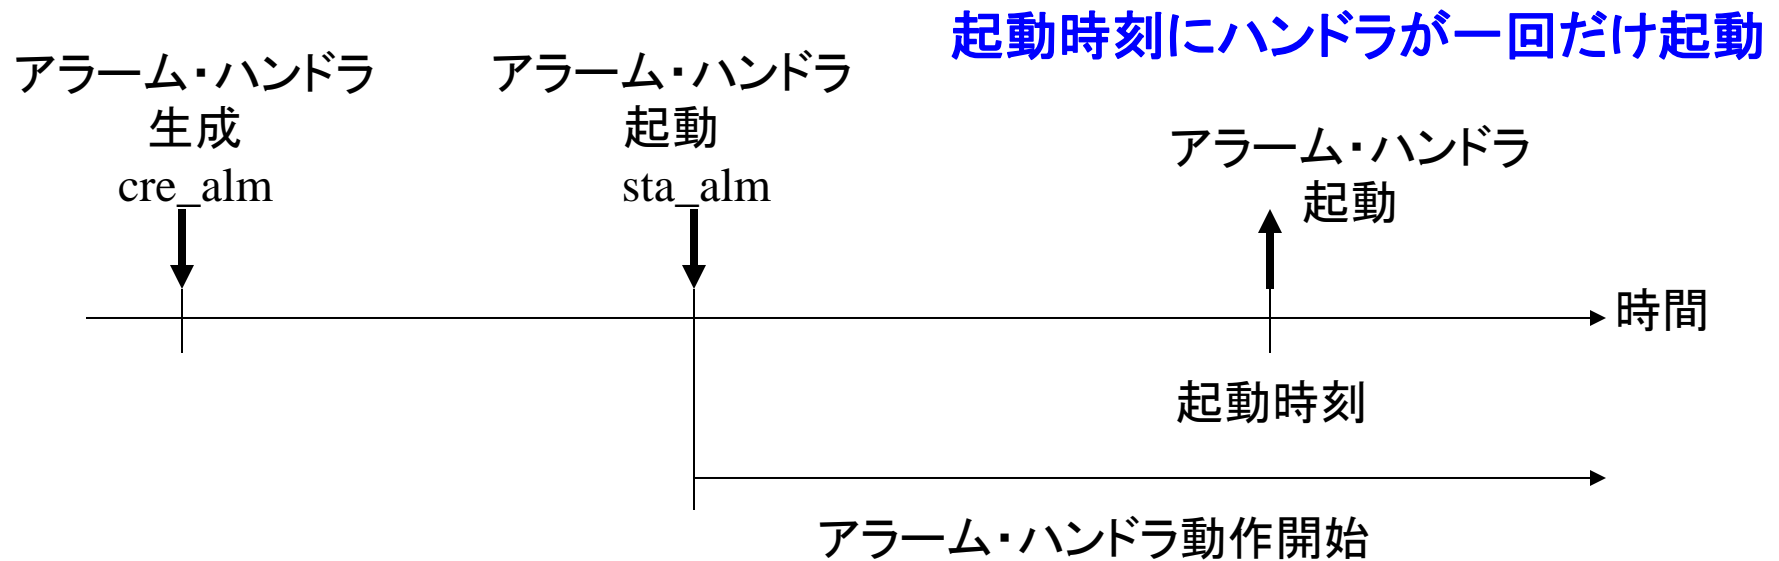 起動時刻にハンドラが一回だけ起動
アラーム・ハンドラ
生成
cre_alm
アラーム・ハンドラ
起動
sta_alm
アラーム・ハンドラ
起動
時間
起動時刻
アラーム・ハンドラ動作開始